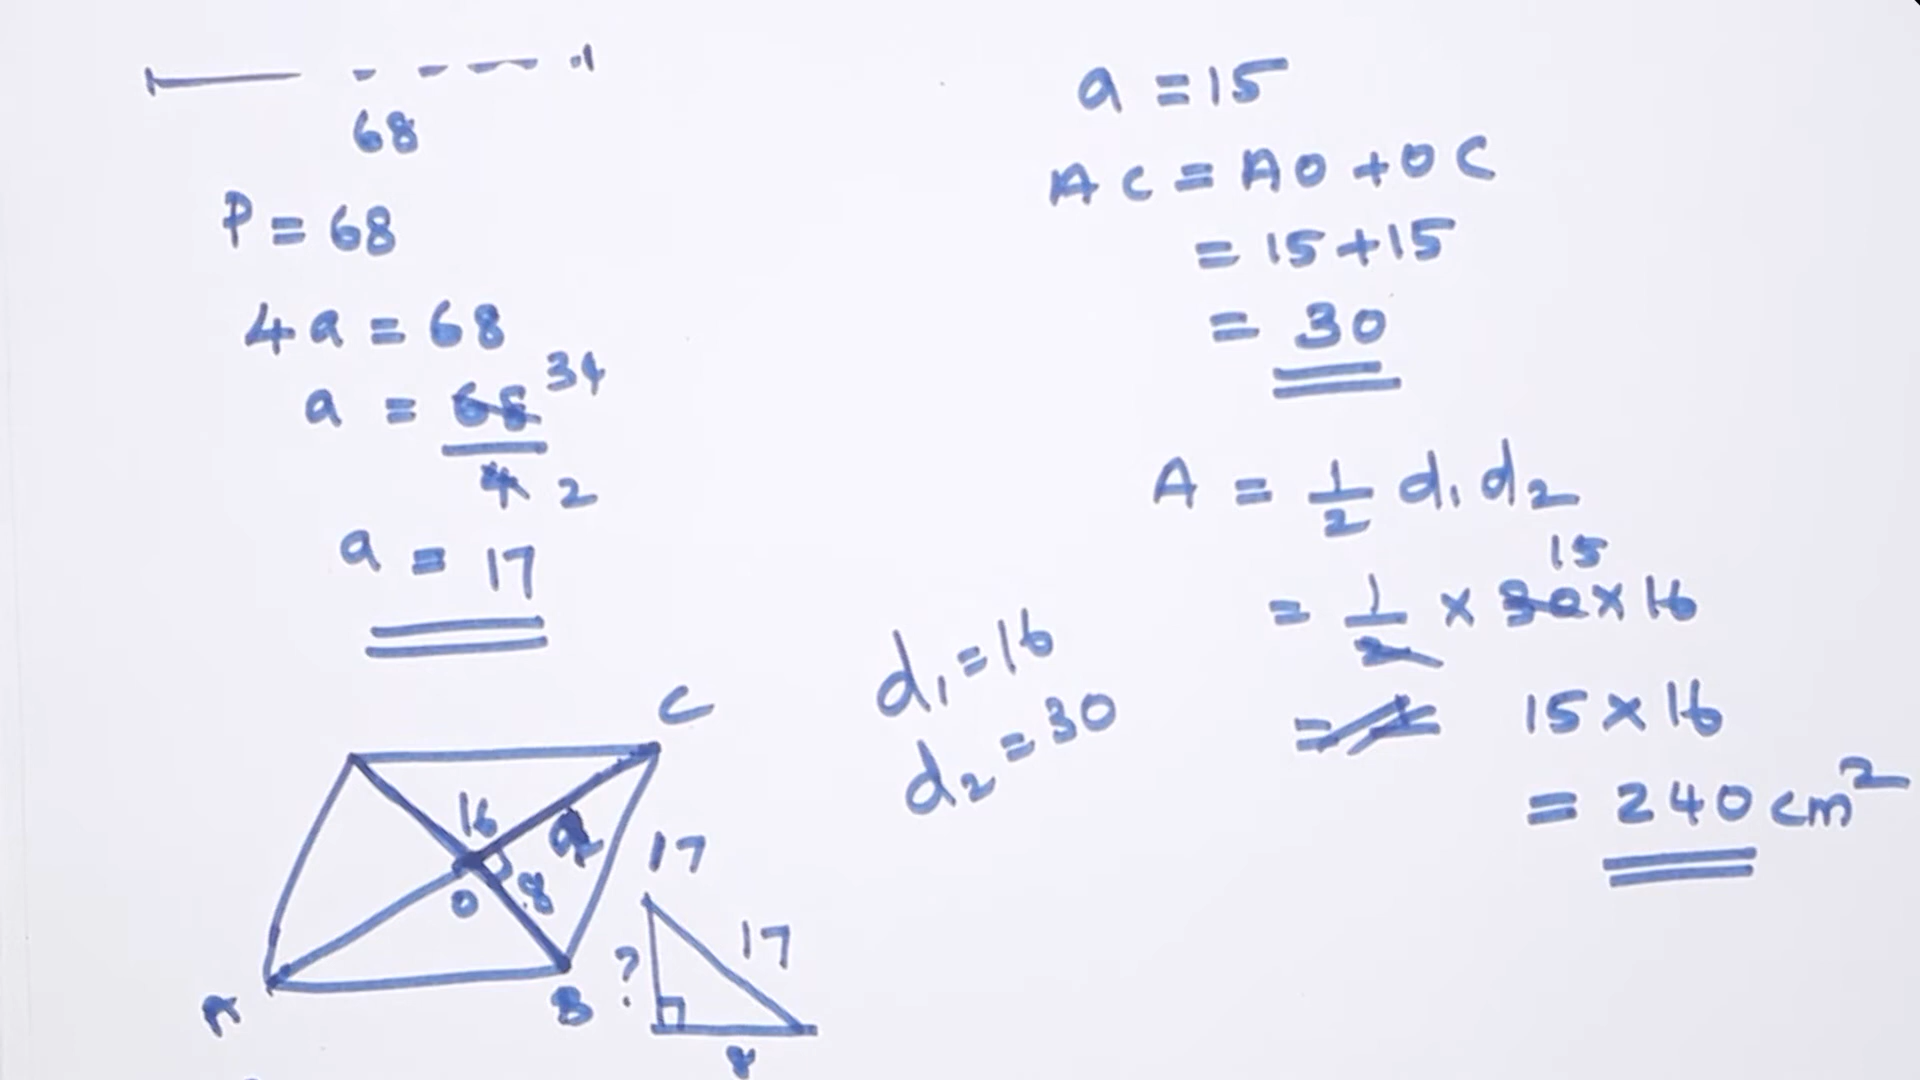 68
P = 68
4a = 68
a = 68 34
4 2
a = 17
a = 15
AC = AO + OC
= 15 + 15
= 30
A = 1/2 d1 d2
15
= 1/2 × 30 × 16
= 15 × 16
= 240 cm²
d1 = 16
d2 = 30
C
16
a
17
O
8
A
B
?
17
8